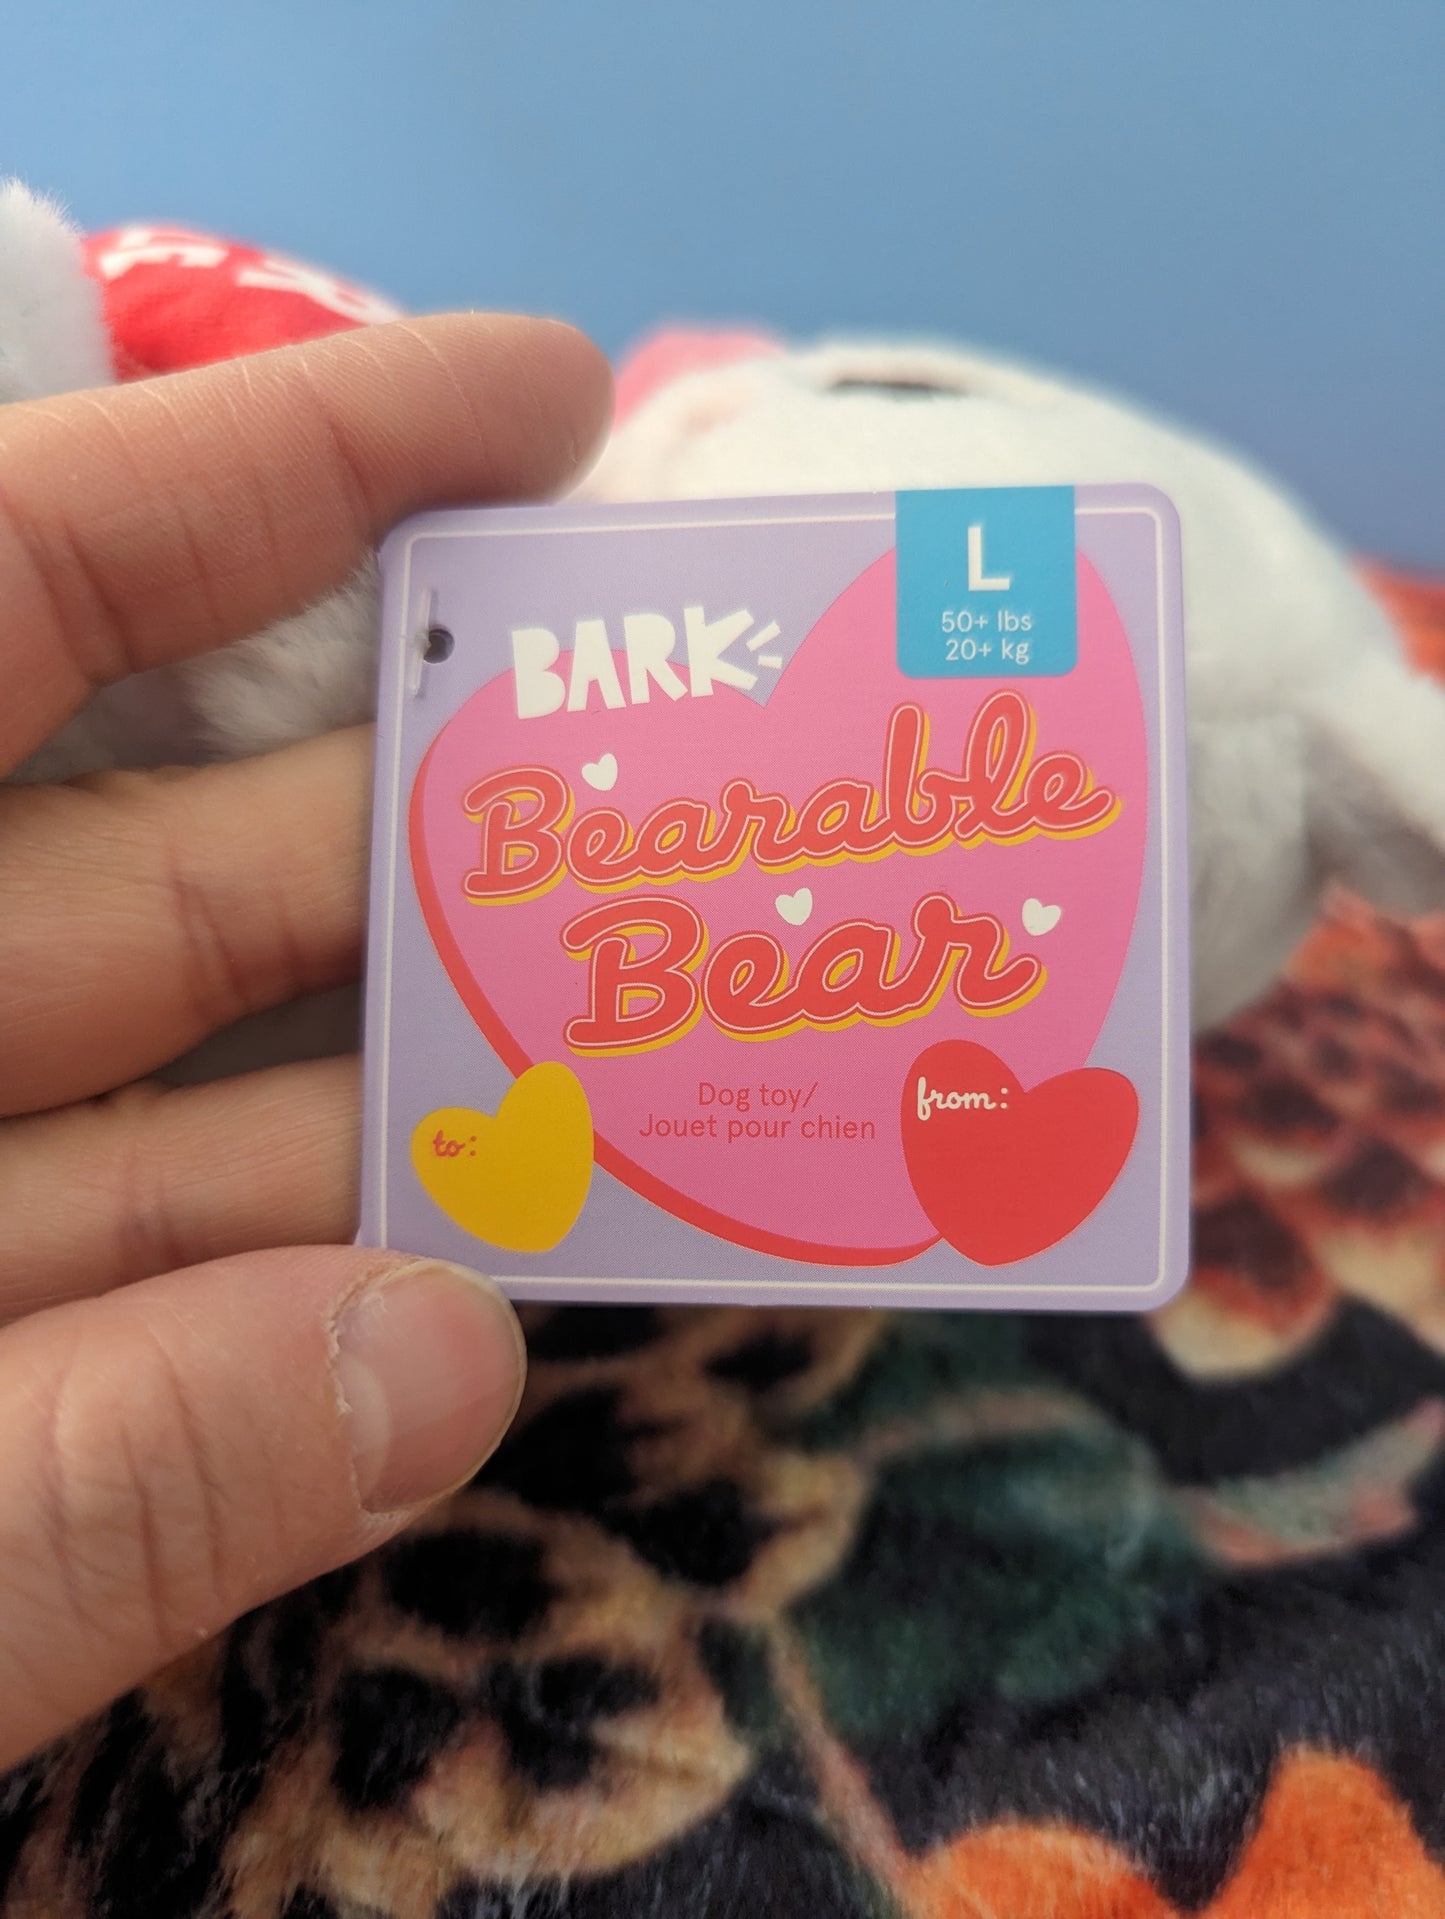 BARK
L
50+ lbs
20+ kg
Bearable
Bear
Dog toy/
Jouet pour chien
to:
from: